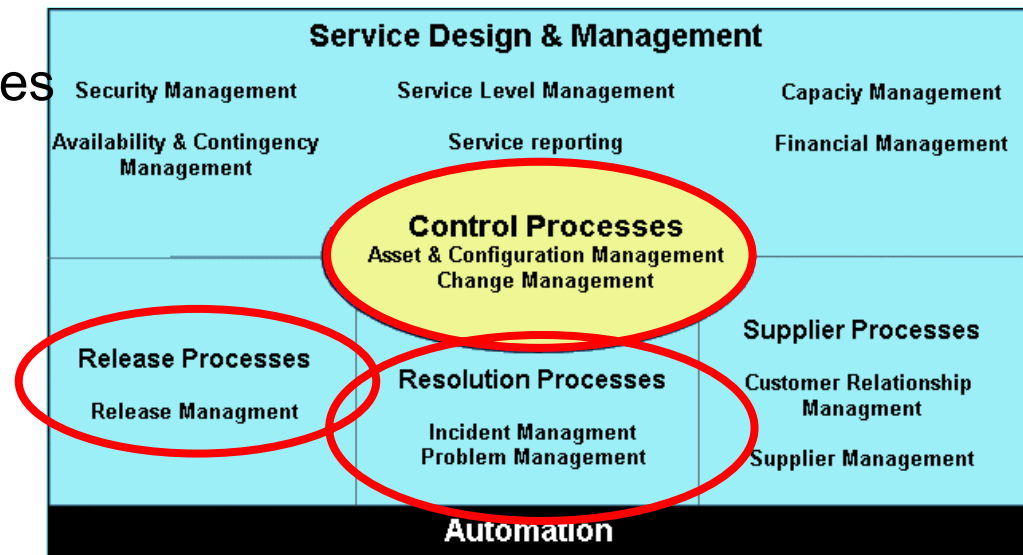 Service Design & Management
es
Security Management
Service Level Management
Capaciy Management
Availability & Contingency
Management
Service reporting
Financial Management
Control Processes
Asset & Configuration Management
Change Management
Release Processes
Release Managment
Resolution Processes
Incident Managment
Problem Management
Supplier Processes
Customer Relationship
Managment
Supplier Management
Automation